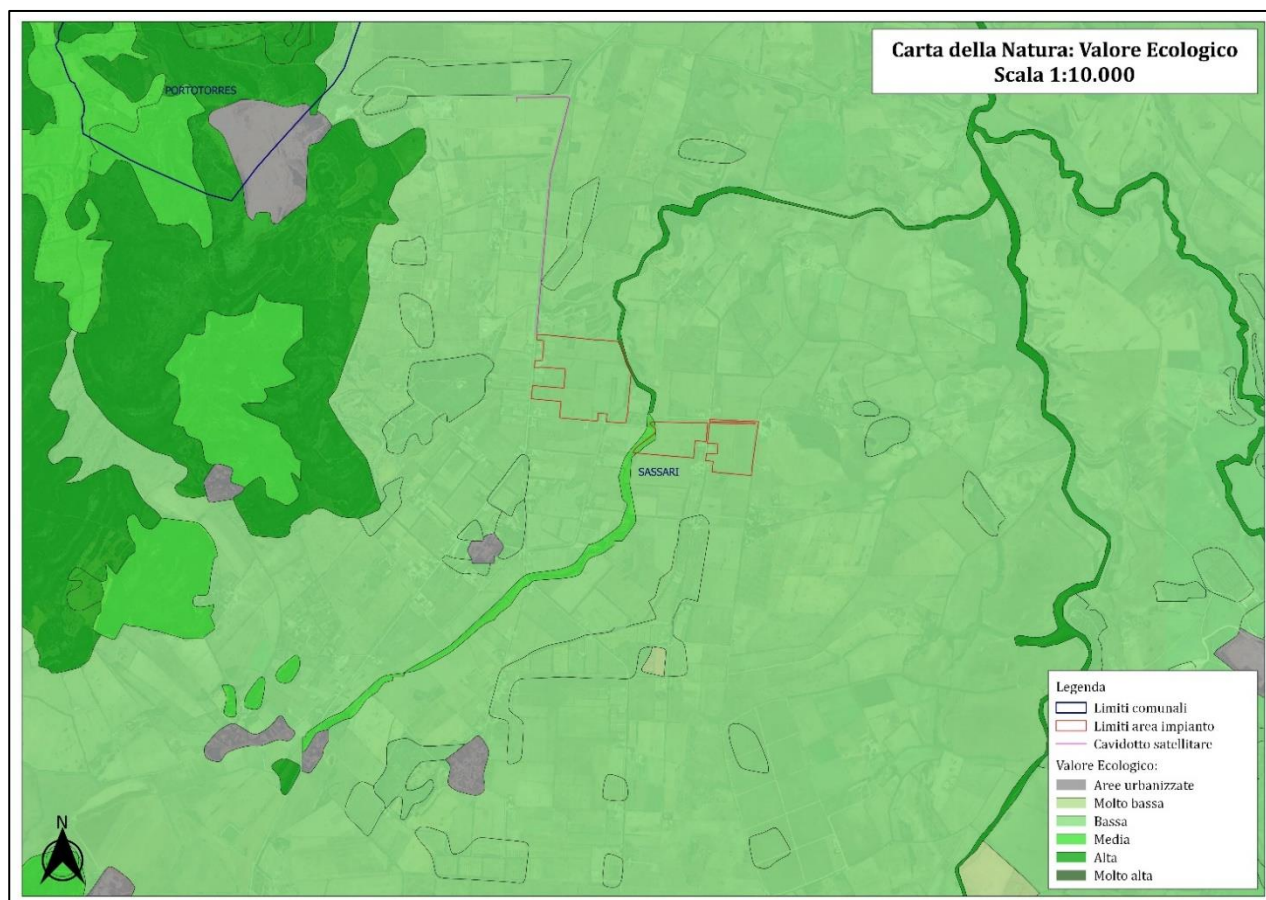 Carta della Natura: Valore Ecologico
Scala 1:10.000
PORTOTORRES
SASSARI
Legenda
Limiti comunali
Limiti area impianto
Cavidotto satellitare
Valore Ecologico:
Aree urbanizzate
Molto bassa
Bassa
Media
Alta
Molto alta
N